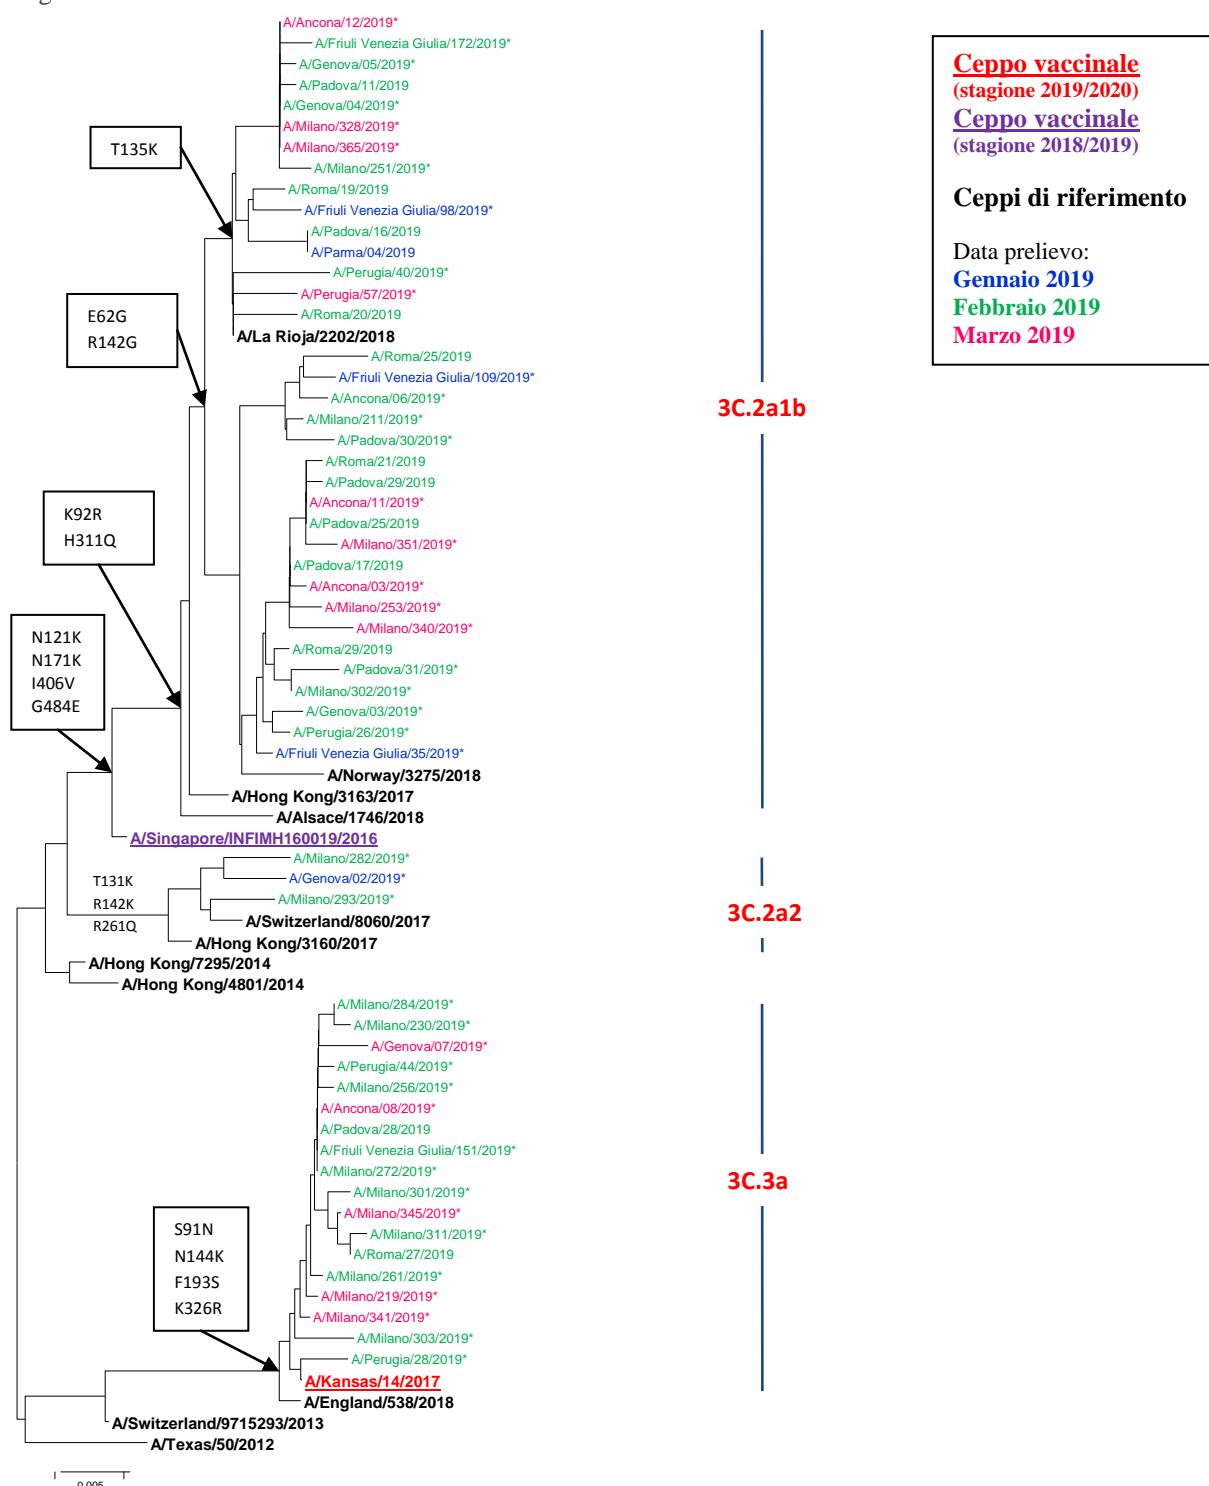 A/Ancona/12/2019*
A/Friuli Venezia Giulia/172/2019*
A/Genova/05/2019*
A/Padova/11/2019
A/Genova/04/2019*
A/Milano/328/2019*
A/Milano/365/2019*
A/Milano/251/2019*
A/Roma/19/2019
A/Friuli Venezia Giulia/98/2019*
A/Padova/16/2019
A/Parma/04/2019
A/Perugia/40/2019*
A/Perugia/57/2019*
A/Roma/20/2019
A/La Rioja/2202/2018
A/Roma/25/2019
A/Friuli Venezia Giulia/109/2019*
A/Ancona/06/2019*
A/Milano/211/2019*
A/Padova/30/2019*
A/Roma/21/2019
A/Padova/29/2019
A/Ancona/11/2019*
A/Padova/25/2019
A/Milano/351/2019*
A/Padova/17/2019
A/Ancona/03/2019*
A/Milano/253/2019*
A/Milano/340/2019*
A/Roma/29/2019
A/Padova/31/2019*
A/Milano/302/2019*
A/Genova/03/2019*
A/Perugia/26/2019*
A/Friuli Venezia Giulia/35/2019*
A/Norway/3275/2018
A/Hong Kong/3163/2017
A/Alsace/1746/2018
A/Singapore/INFIMH160019/2016
A/Milano/282/2019*
A/Genova/02/2019*
A/Milano/293/2019*
A/Switzerland/8060/2017
A/Hong Kong/3160/2017
A/Hong Kong/7295/2014
A/Hong Kong/4801/2014
A/Milano/284/2019*
A/Milano/230/2019*
A/Genova/07/2019*
A/Perugia/44/2019*
A/Milano/256/2019*
A/Ancona/08/2019*
A/Padova/28/2019
A/Friuli Venezia Giulia/151/2019*
A/Milano/272/2019*
A/Milano/301/2019*
A/Milano/345/2019*
A/Milano/311/2019*
A/Roma/27/2019
A/Milano/261/2019*
A/Milano/219/2019*
A/Milano/341/2019*
A/Milano/303/2019*
A/Perugia/28/2019*
A/Kansas/14/2017
A/England/538/2018
A/Switzerland/9715293/2013
A/Texas/50/2012
T135K
E62G
R142G
K92R
H311Q
N121K
N171K
I406V
G484E
T131K
R142K
R261Q
S91N
N144K
F193S
K326R
0.005
3C.2a1b
3C.2a2
3C.3a
Ceppo vaccinale
(stagione 2019/2020)
Ceppo vaccinale
(stagione 2018/2019)
Ceppi di riferimento
Data prelievo:
Gennaio 2019
Febbraio 2019
Marzo 2019